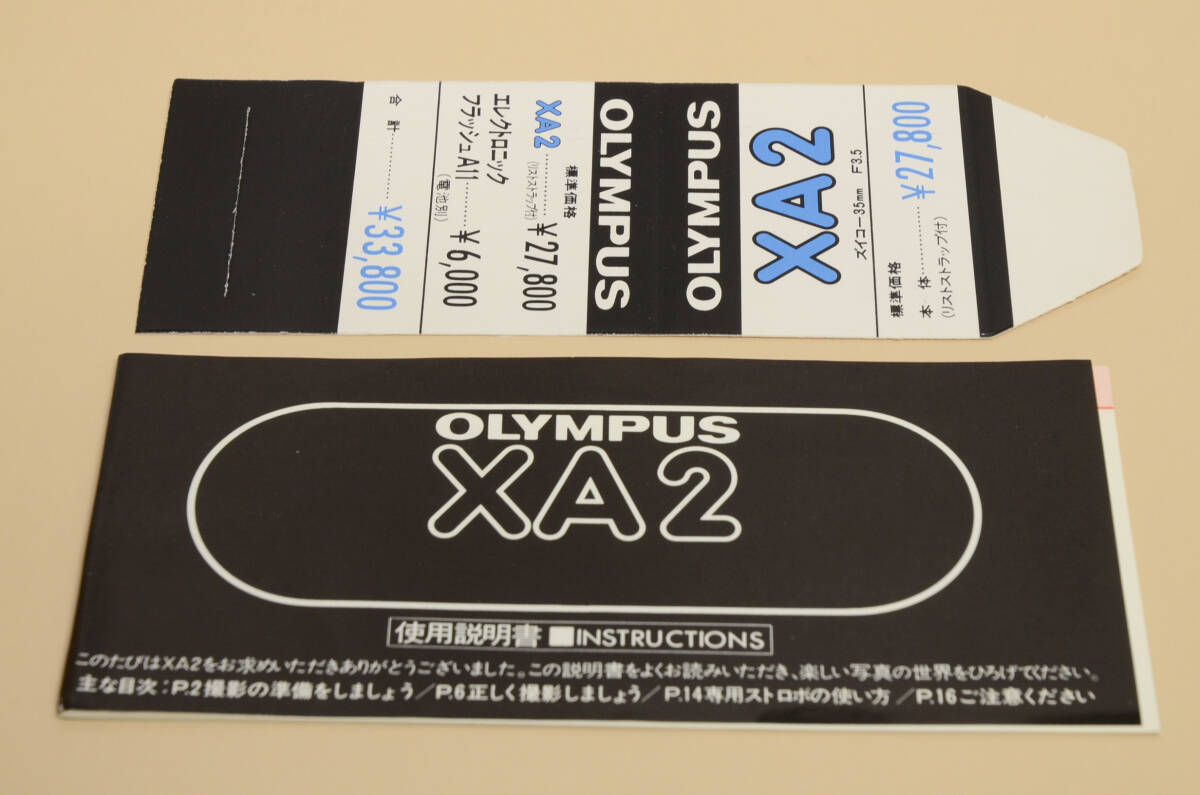 OLYMPUS
XA2
標準価格
(リストストラップ付)
¥27,800
エレクトロニック
フラッシュA11 ¥6,000
(電池別)
合計 ¥33,800
OLYMPUS
XA2
ズイコー35mm F3.5
標準価格
本体 ¥27,800
(リストストラップ付)
OLYMPUS
XA2
使用説明書 ■INSTRUCTIONS
このたびはXA2をお求めいただきありがとうございました。この説明書をよくお読みいただき、楽しい写真の世界をひろげてください。
主な目次:P.2撮影の準備をしましょう/P.6正しく撮影しましょう/P.14専用ストロボの使い方/P.16ご注意ください